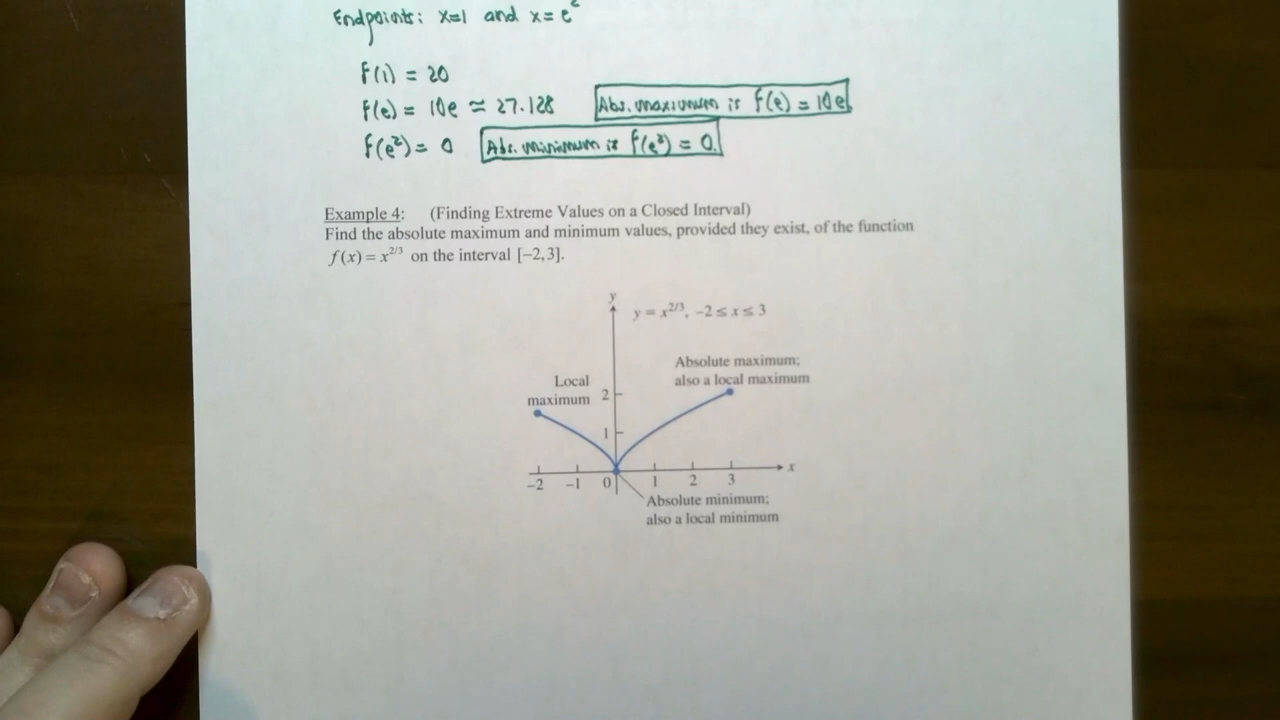 Endpoints: x=1 and x=e²
f(1) = 20
f(e) = 10e ≈ 27.128 Abs. maximum is f(e) = 10e.
f(e²) = 0 Abs. minimum is f(e²) = 0.
Example 4: (Finding Extreme Values on a Closed Interval)
Find the absolute maximum and minimum values, provided they exist, of the function
f(x) = x^{2/3} on the interval [−2,3].
y
y = x^{2/3}, −2 ≤ x ≤ 3
Absolute maximum;
also a local maximum
Local
maximum
2
1
x
−2 −1 0 1 2 3
Absolute minimum;
also a local minimum